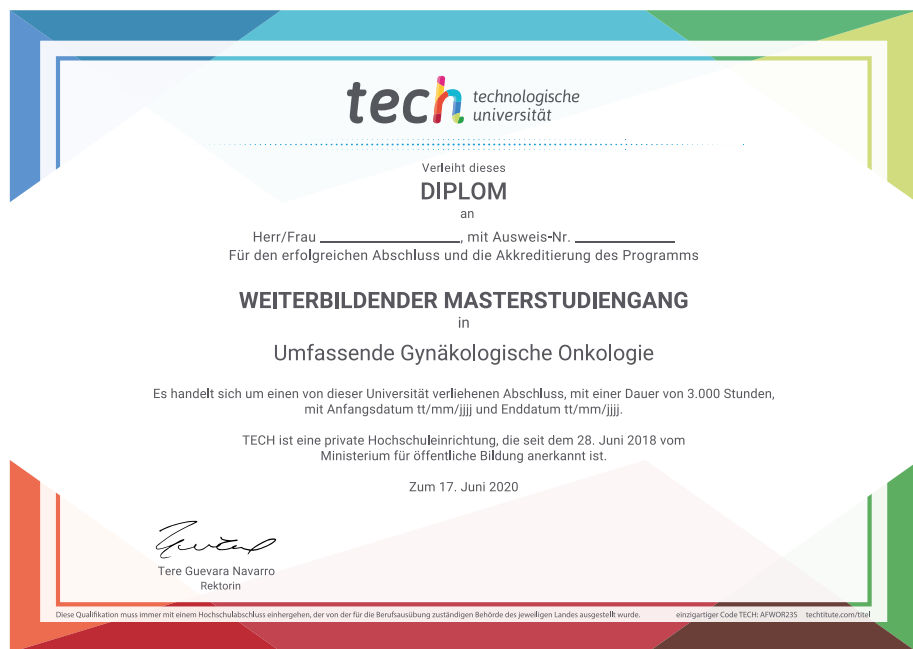 tech technologische
universität
Verleiht dieses
DIPLOM
an
Herr/Frau ____________________, mit Ausweis-Nr. ______________
Für den erfolgreichen Abschluss und die Akkreditierung des Programms
WEITERBILDENDER MASTERSTUDIENGANG
in
Umfassende Gynäkologische Onkologie
Es handelt sich um einen von dieser Universität verliehenen Abschluss, mit einer Dauer von 3.000 Stunden,
mit Anfangsdatum tt/mm/jjjj und Enddatum tt/mm/jjjj.
TECH ist eine private Hochschuleinrichtung, die seit dem 28. Juni 2018 vom
Ministerium für öffentliche Bildung anerkannt ist.
Zum 17. Juni 2020
Tere Guevara Navarro
Rektorin
Diese Qualifikation muss immer mit einem Hochschulabschluss einhergehen, der von der für die Berufsausübung zuständigen Behörde des jeweiligen Landes ausgestellt wurde. einzigartiger Code TECH: AFWOR23S techtitute.com/titel